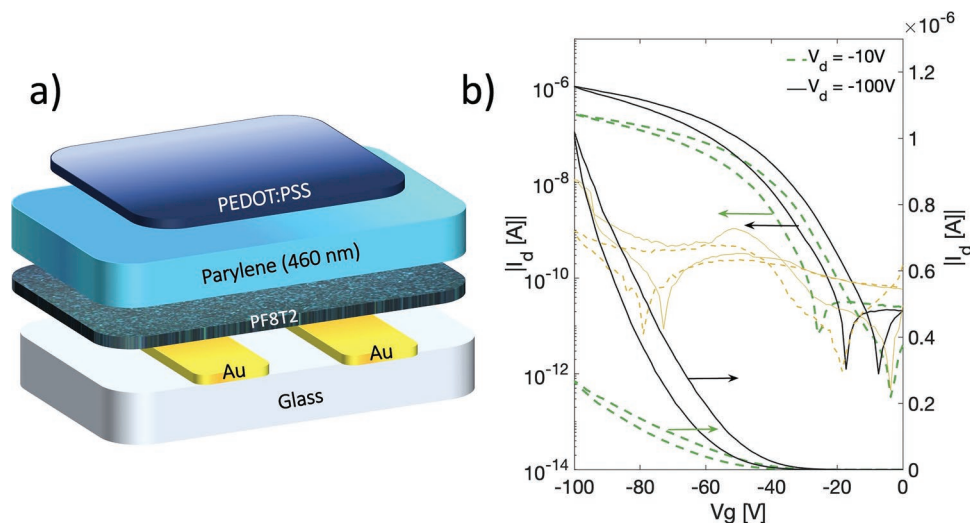 a)
PEDOT:PSS
Parylene (460 nm)
PF8T2
Au
Au
Glass
b)
×10⁻⁶
V_d = -10V
V_d = -100V
10⁻⁶
10⁻⁸
10⁻¹⁰
10⁻¹²
10⁻¹⁴
|I_d [A]|
1.2
1
0.8
0.6
0.4
0.2
0
|I_d [A]|
-100
-80
-60
-40
-20
0
Vg [V]